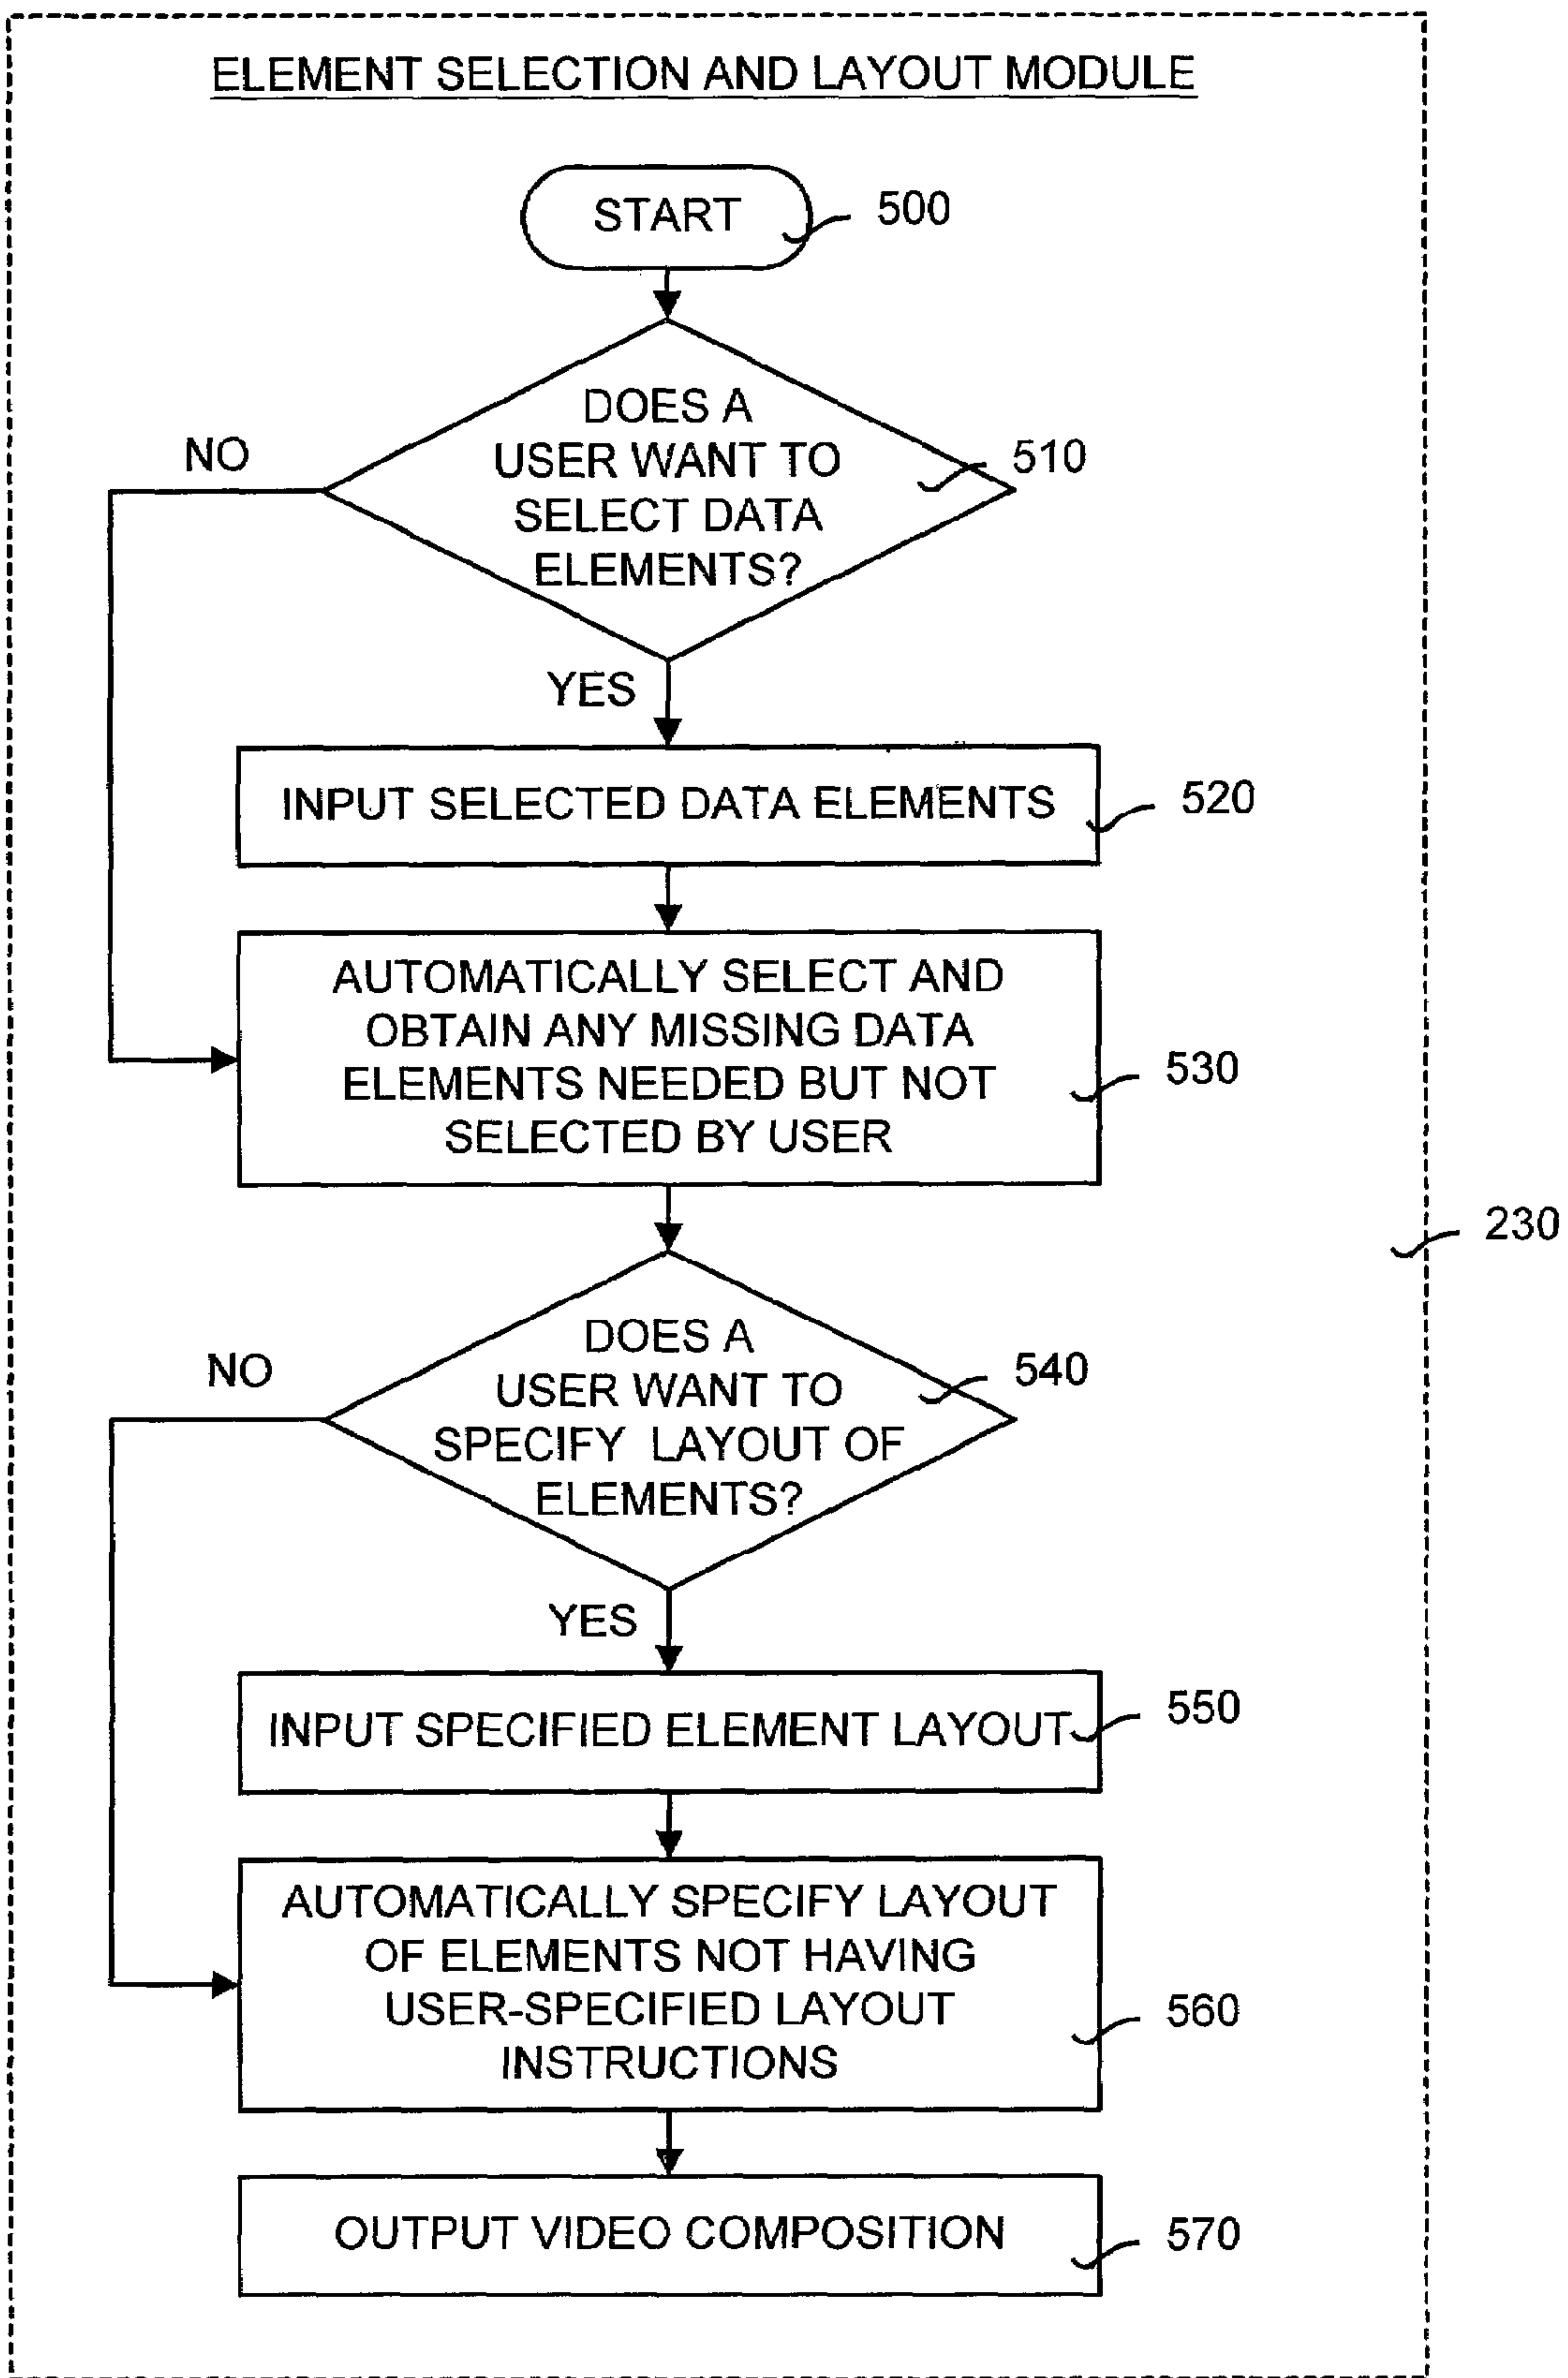 ELEMENT SELECTION AND LAYOUT MODULE
START
500
DOES A
USER WANT TO
SELECT DATA
ELEMENTS?
510
NO
YES
INPUT SELECTED DATA ELEMENTS
520
AUTOMATICALLY SELECT AND
OBTAIN ANY MISSING DATA
ELEMENTS NEEDED BUT NOT
SELECTED BY USER
530
230
DOES A
USER WANT TO
SPECIFY LAYOUT OF
ELEMENTS?
540
NO
YES
INPUT SPECIFIED ELEMENT LAYOUT
550
AUTOMATICALLY SPECIFY LAYOUT
OF ELEMENTS NOT HAVING
USER-SPECIFIED LAYOUT
INSTRUCTIONS
560
OUTPUT VIDEO COMPOSITION
570